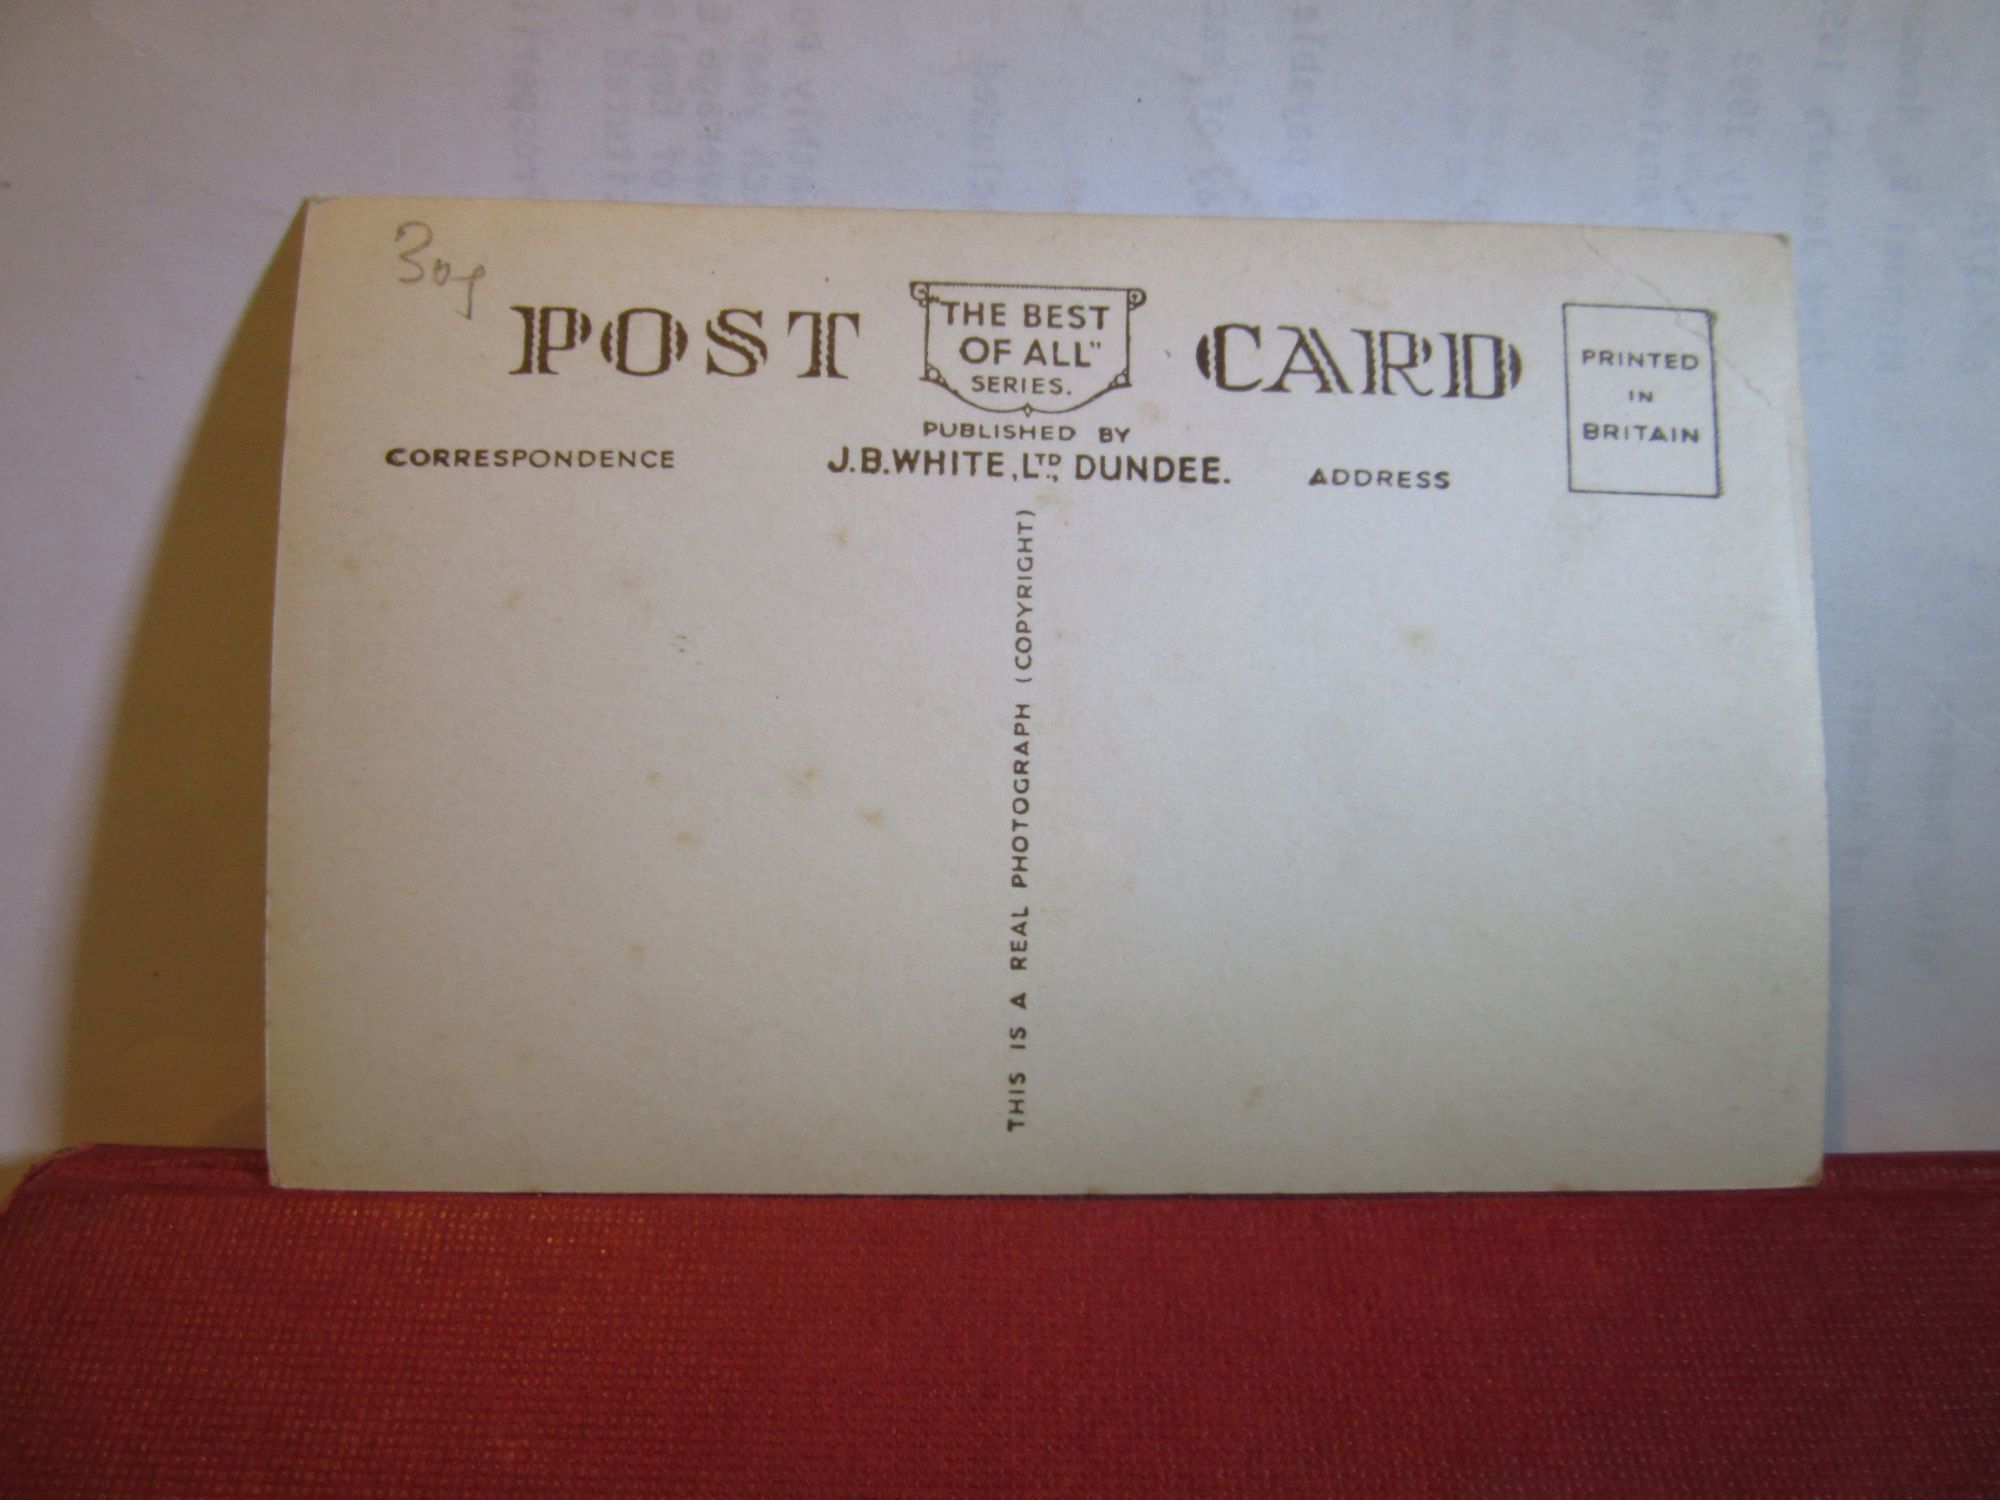 30p
POST CARD
"THE BEST
OF ALL"
SERIES.
PUBLISHED BY
J.B.WHITE, LTD., DUNDEE.
CORRESPONDENCE
ADDRESS
PRINTED
IN
BRITAIN
THIS IS A REAL PHOTOGRAPH (COPYRIGHT)